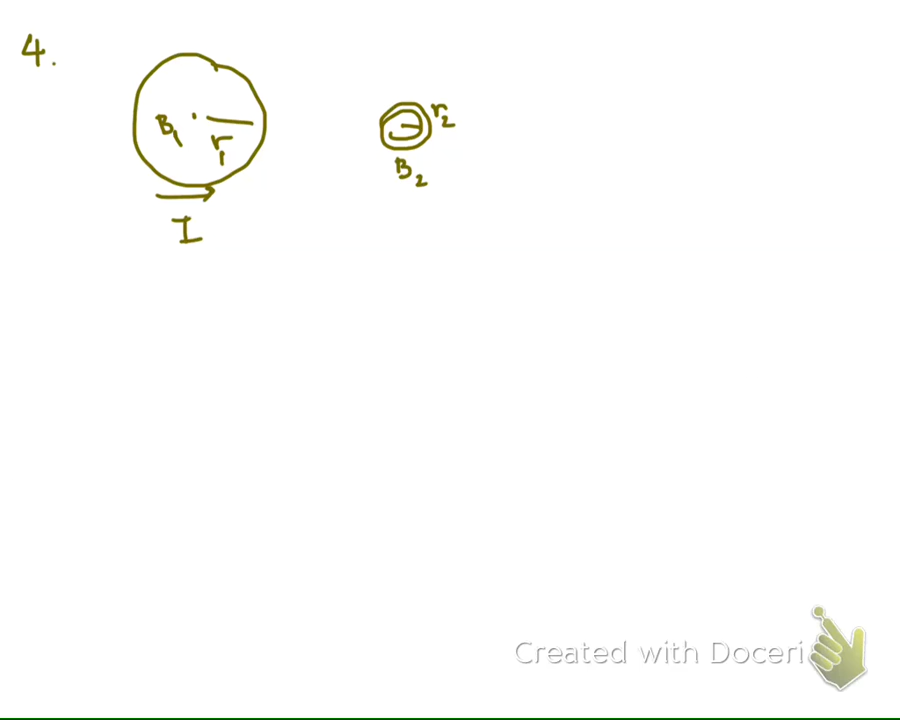 4.
B₁
r₁
r₂
B₂
I
Created with Doceri